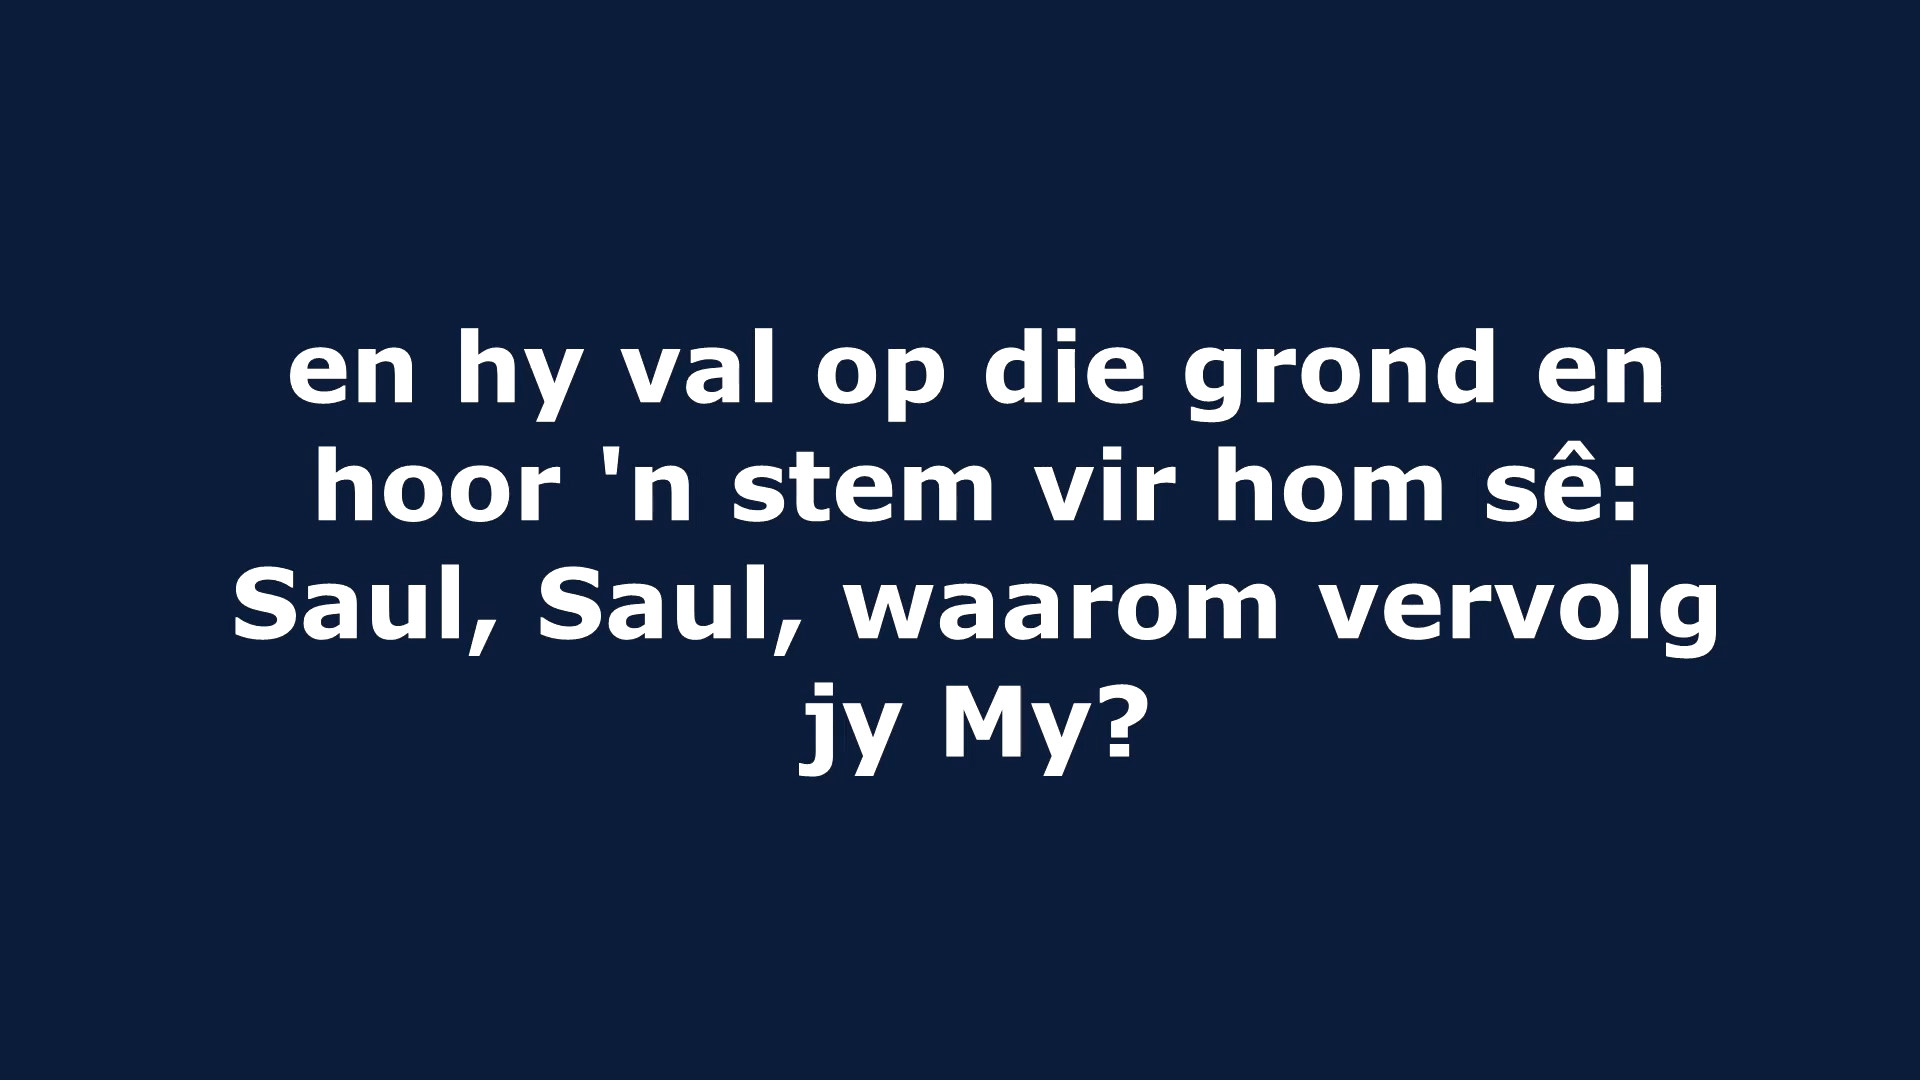 en hy val op die grond en
hoor 'n stem vir hom sê:
Saul, Saul, waarom vervolg
jy My?